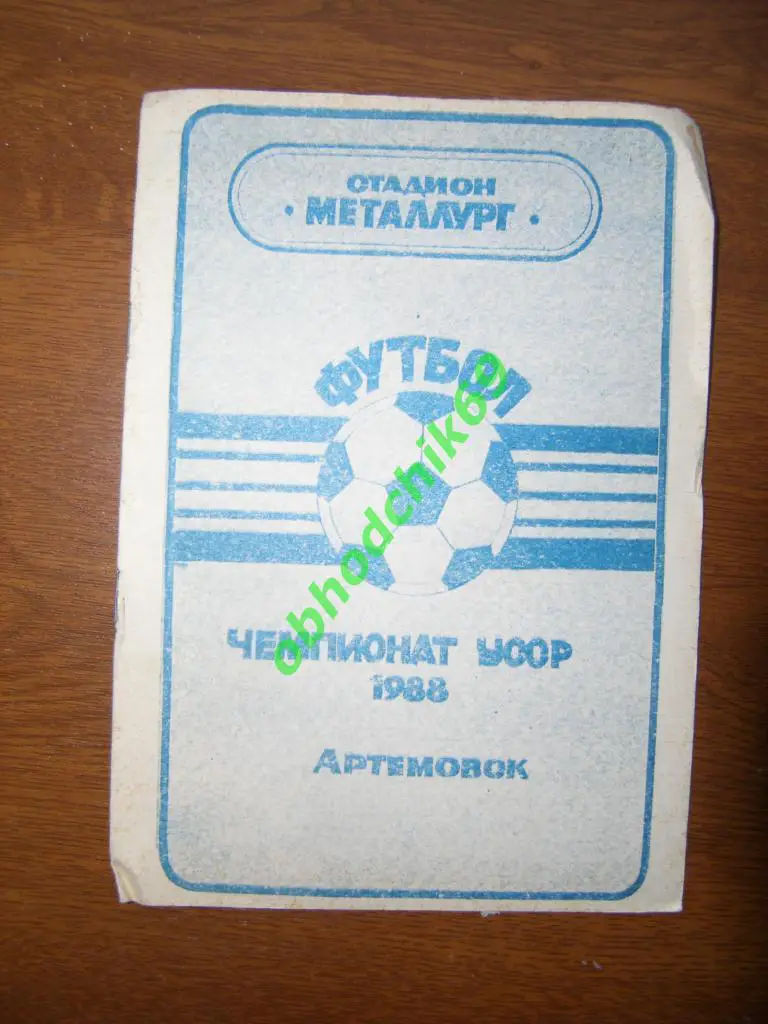 СТАДИОН
• МЕТАЛЛУРГ •
ФУТБОЛ
obhodchik69
ЧЕМПИОНАТ УССР
1988
АРТЕМОВСК